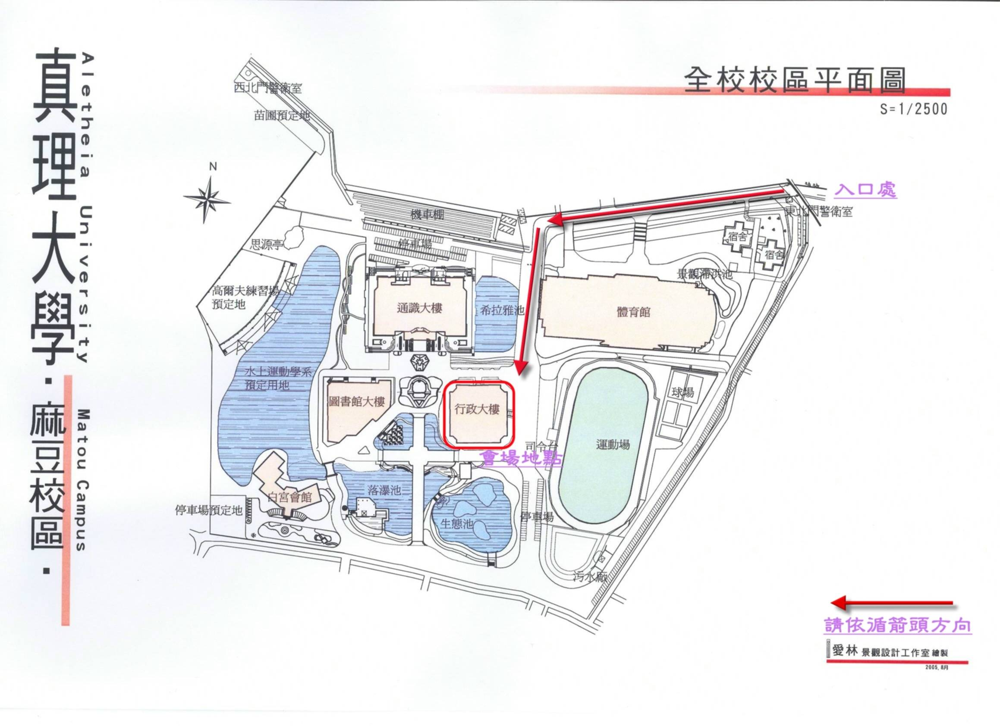 真理大學·麻豆校區·
Aletheia University Matou Campus
全校校區平面圖
S=1/2500
西北門警衛室
苗圃預定地
N
入口處
東北門警衛室
機車棚
停車場
思源亭
宿舍
宿舍
景觀滯洪池
高爾夫練習場
預定地
通識大樓
希拉雅池
體育館
水上運動學系
預定用地
圖書館大樓
行政大樓
球場
運動場
司令台
會場地點
落瀑池
白宮會館
停車場預定地
生態池
停車場
污水廠
請依循箭頭方向
愛林 景觀設計工作室 繪製
2005, 8月